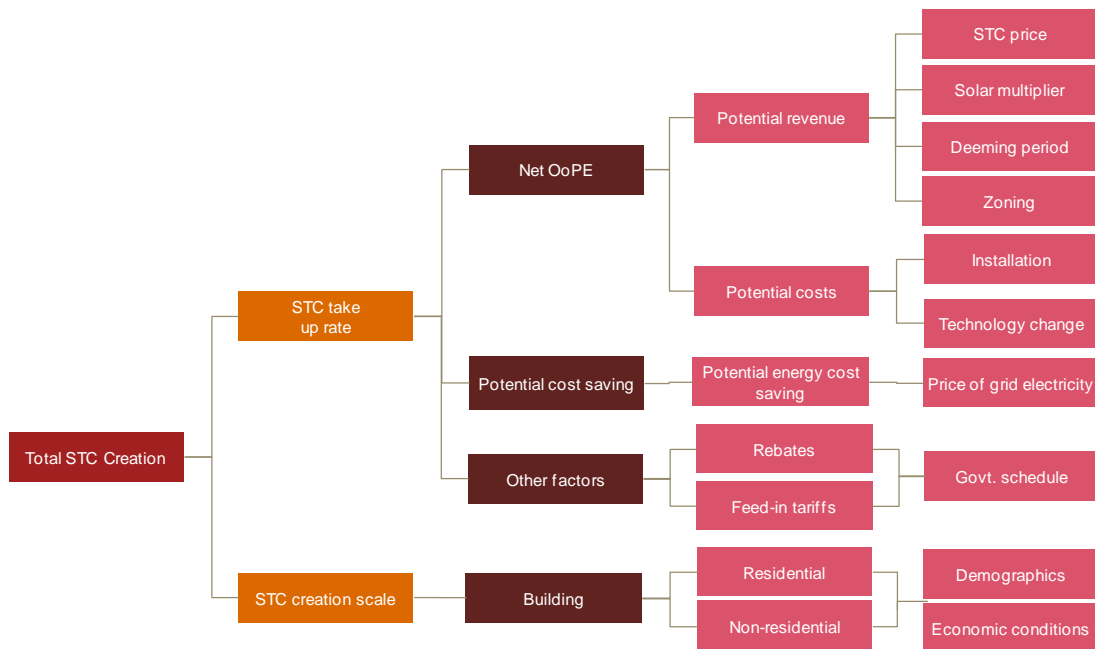 STC price
Solar multiplier
Potential revenue
Deeming period
Net OoPE
Zoning
Installation
Potential costs
STC take
up rate
Technology change
Potential cost saving
Potential energy cost
saving
Price of grid electricity
Total STC Creation
Rebates
Other factors
Govt. schedule
Feed-in tariffs
Residential
Demographics
STC creation scale
Building
Non-residential
Economic conditions